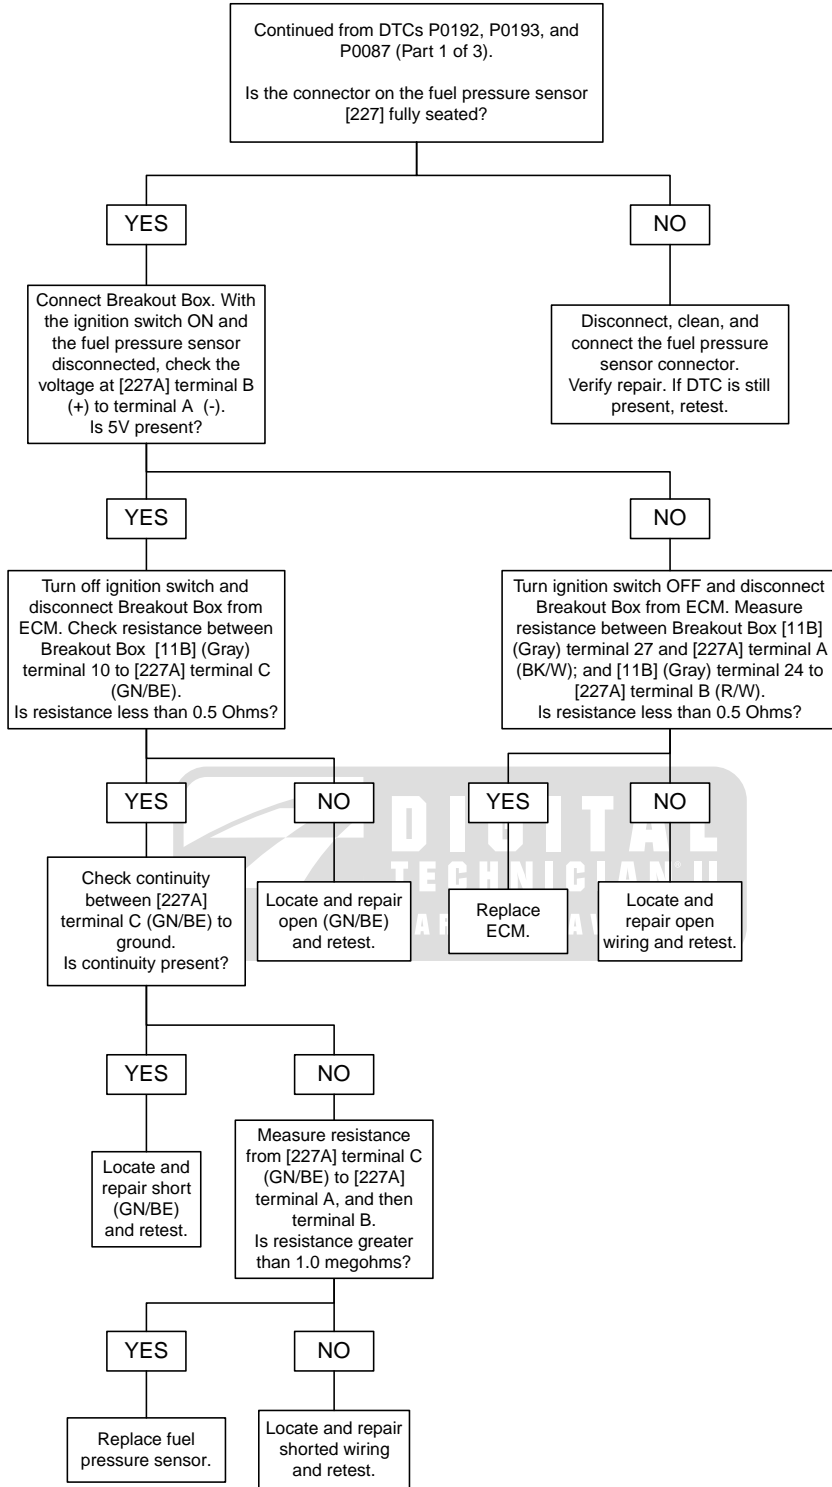 Continued from DTCs P0192, P0193, and
P0087 (Part 1 of 3).
Is the connector on the fuel pressure sensor
[227] fully seated?
YES
NO
Connect Breakout Box. With
the ignition switch ON and
the fuel pressure sensor
disconnected, check the
voltage at [227A] terminal B
(+) to terminal A (-).
Is 5V present?
Disconnect, clean, and
connect the fuel pressure
sensor connector.
Verify repair. If DTC is still
present, retest.
YES
NO
Turn off ignition switch and
disconnect Breakout Box from
ECM. Check resistance between
Breakout Box [11B] (Gray)
terminal 10 to [227A] terminal C
(GN/BE).
Is resistance less than 0.5 Ohms?
Turn ignition switch OFF and disconnect
Breakout Box from ECM. Measure
resistance between Breakout Box [11B]
(Gray) terminal 27 and [227A] terminal A
(BK/W); and [11B] (Gray) terminal 24 to
[227A] terminal B (R/W).
Is resistance less than 0.5 Ohms?
YES
NO
YES
NO
DIGITAL
TECHNICIAN II
Check continuity
between [227A]
terminal C (GN/BE) to
ground.
Is continuity present?
Locate and repair
open (GN/BE)
and retest.
Replace
ECM.
Locate and
repair open
wiring and retest.
YES
NO
Locate and
repair short
(GN/BE)
and retest.
Measure resistance
from [227A] terminal C
(GN/BE) to [227A]
terminal A, and then
terminal B.
Is resistance greater
than 1.0 megohms?
YES
NO
Replace fuel
pressure sensor.
Locate and repair
shorted wiring
and retest.